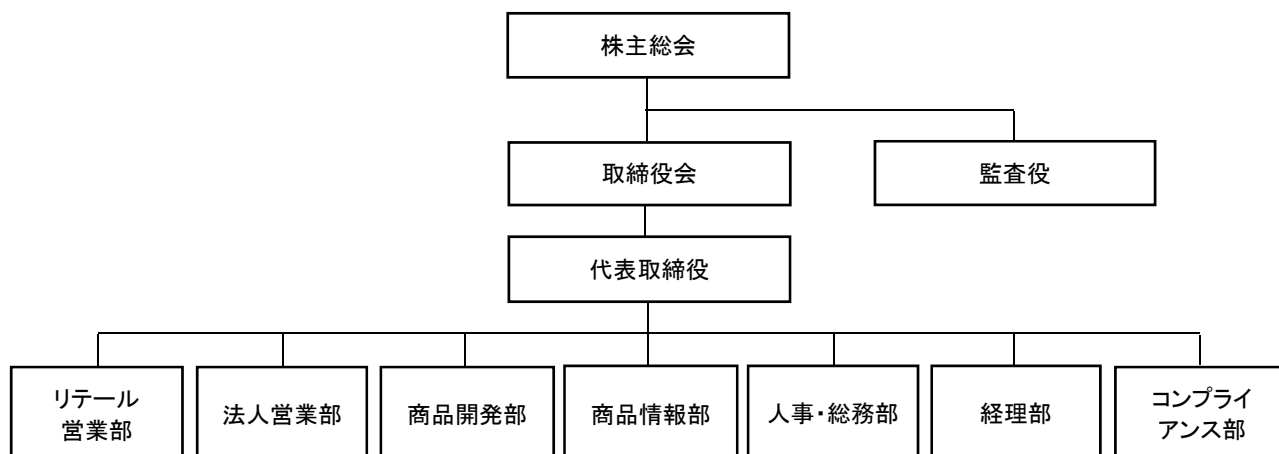 株主総会
取締役会
監査役
代表取締役
リテール
営業部
法人営業部
商品開発部
商品情報部
人事・総務部
経理部
コンプライ
アンス部